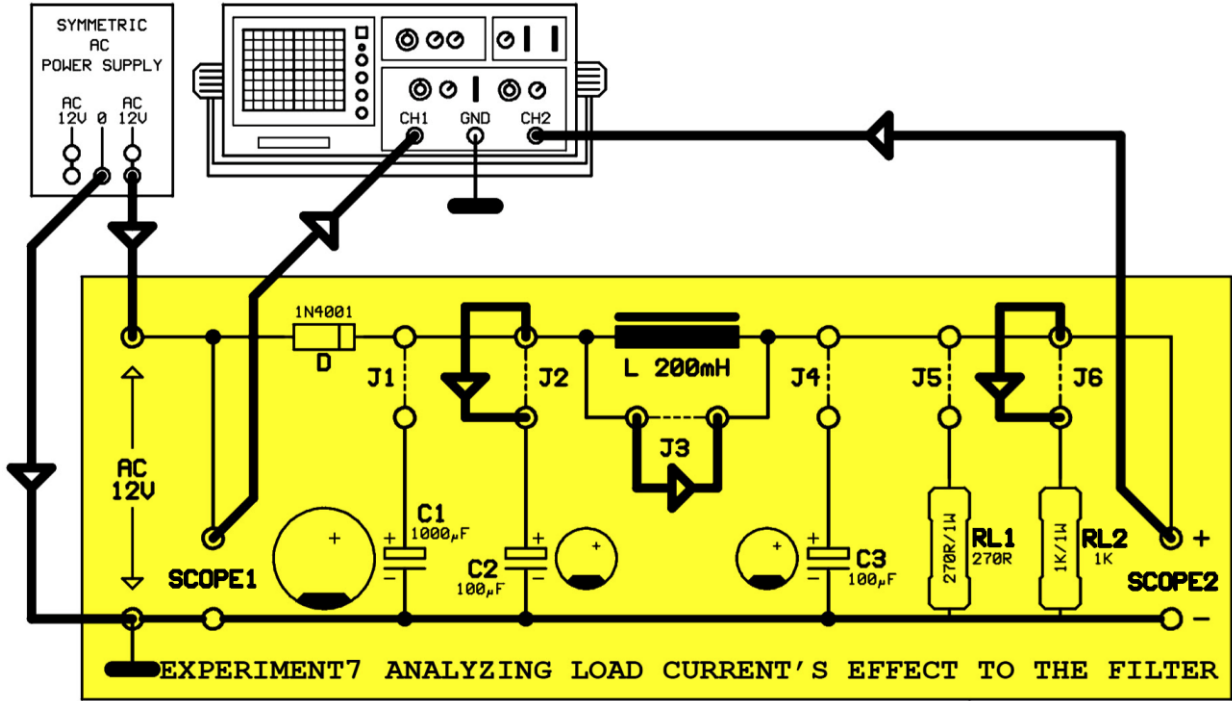 SYMMETRIC
AC
POWER SUPPLY
AC 12V 0 AC 12V
CH1 GND CH2
1N4001
D
J1
J2
L 200mH
J3
J4
J5
J6
AC
12V
SCOPE1
+
+
-
C1
1000µF
+
-
C2
100µF
+
+
+
-
C3
100µF
270R/1W
RL1
270R
1K/1W
RL2
1K
+
SCOPE2
-
EXPERIMENT7 ANALYZING LOAD CURRENT'S EFFECT TO THE FILTER